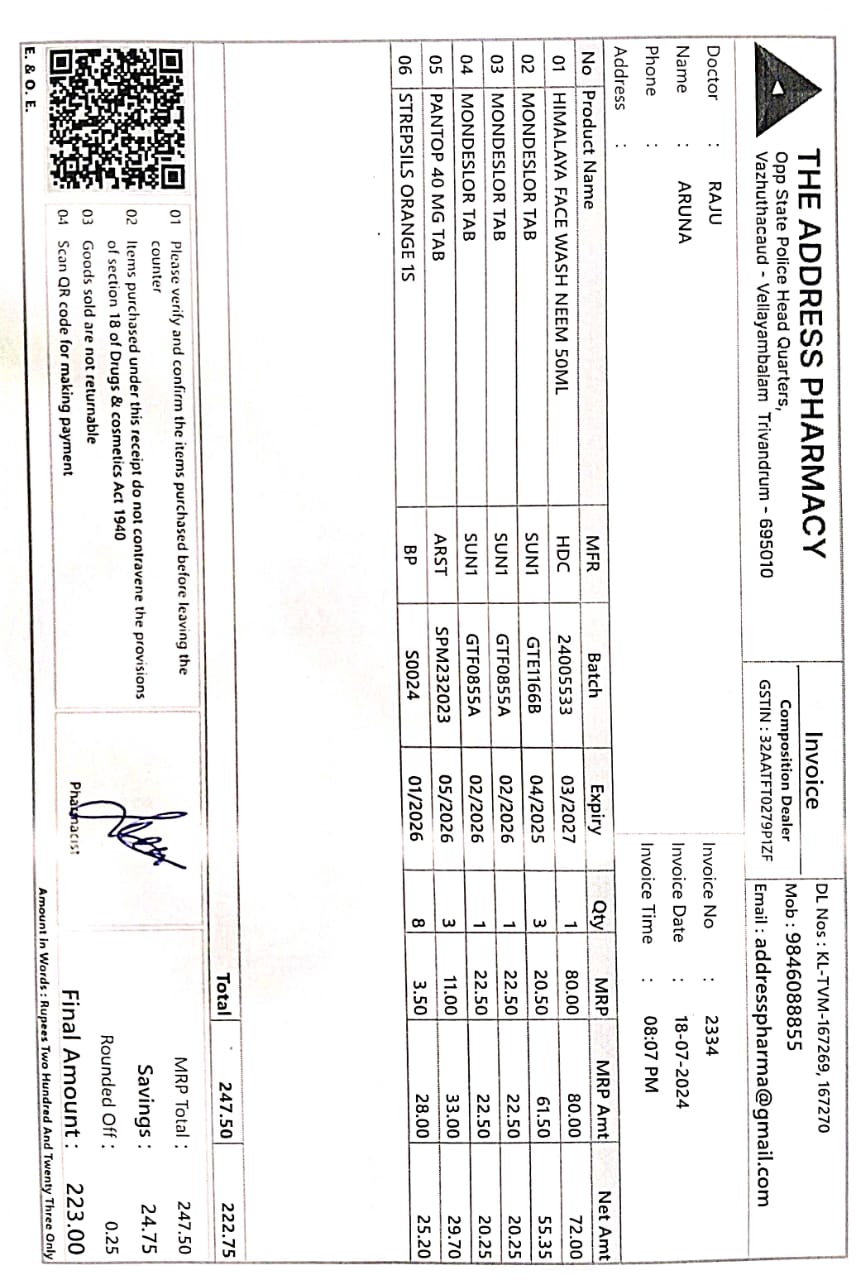 THE ADDRESS PHARMACY
Opp State Police Head Quarters,
Vazhuthacaud - Vellayambalam Trivandrum - 695010
Invoice
Composition Dealer
GSTIN : 32AATFT0279P1ZF
DL Nos : KL-TVM-167269, 167270
Mob : 9846088855
Email : addresspharma@gmail.com
Doctor : RAJU
Name : ARUNA
Phone :
Address :
Invoice No : 2334
Invoice Date : 18-07-2024
Invoice Time : 08:07 PM
No Product Name MFR Batch Expiry Qty MRP MRP Amt Net Amt
01 HIMALAYA FACE WASH NEEM 50ML HDC 24005533 03/2027 1 80.00 80.00 72.00
02 MONDESLOR TAB SUN1 GTE1166B 04/2025 3 20.50 61.50 55.35
03 MONDESLOR TAB SUN1 GTF0855A 02/2026 1 22.50 22.50 20.25
04 MONDESLOR TAB SUN1 GTF0855A 02/2026 1 22.50 22.50 20.25
05 PANTOP 40 MG TAB ARST SPM232023 05/2026 3 11.00 33.00 29.70
06 STREPSILS ORANGE 1S BP S0024 01/2026 8 3.50 28.00 25.20
Total 247.50 222.75
01 Please verify and confirm the items purchased before leaving the
counter
02 Items purchased under this receipt do not contravene the provisions
of section 18 of Drugs & cosmetics Act 1940
03 Goods sold are not returnable
04 Scan QR code for making payment
Pharmacist
MRP Total : 247.50
Savings : 24.75
Rounded Off : 0.25
Final Amount : 223.00
E. & O. E.
Amount in Words : Rupees Two Hundred And Twenty Three Only